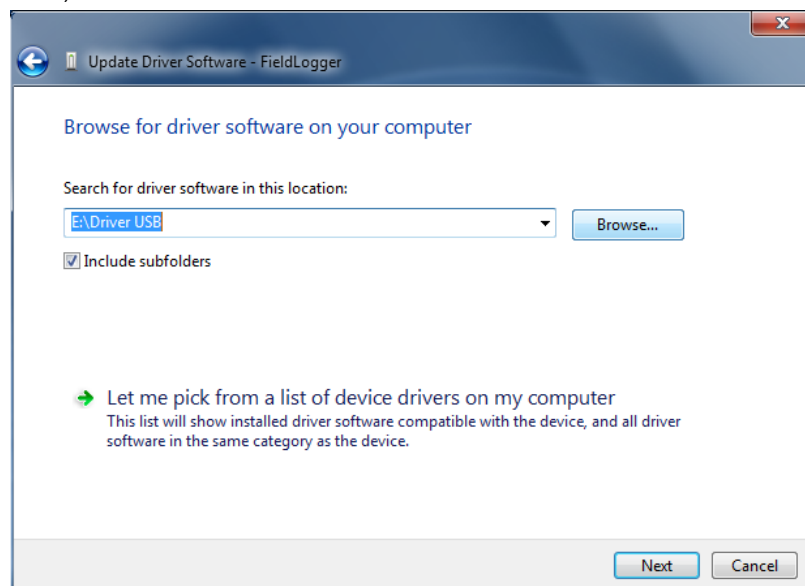 Update Driver Software - FieldLogger
Browse for driver software on your computer
Search for driver software in this location:
E:\Driver USB
Browse...
Include subfolders
Let me pick from a list of device drivers on my computer
This list will show installed driver software compatible with the device, and all driver
software in the same category as the device.
Next
Cancel